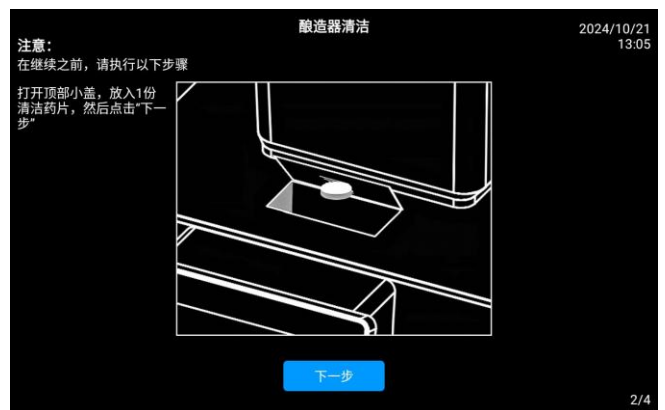 酿造器清洁
2024/10/21
13:05
注意：
在继续之前，请执行以下步骤
打开顶部小盖，放入1份
清洁药片，然后点击“下一
步”
下一步
2/4